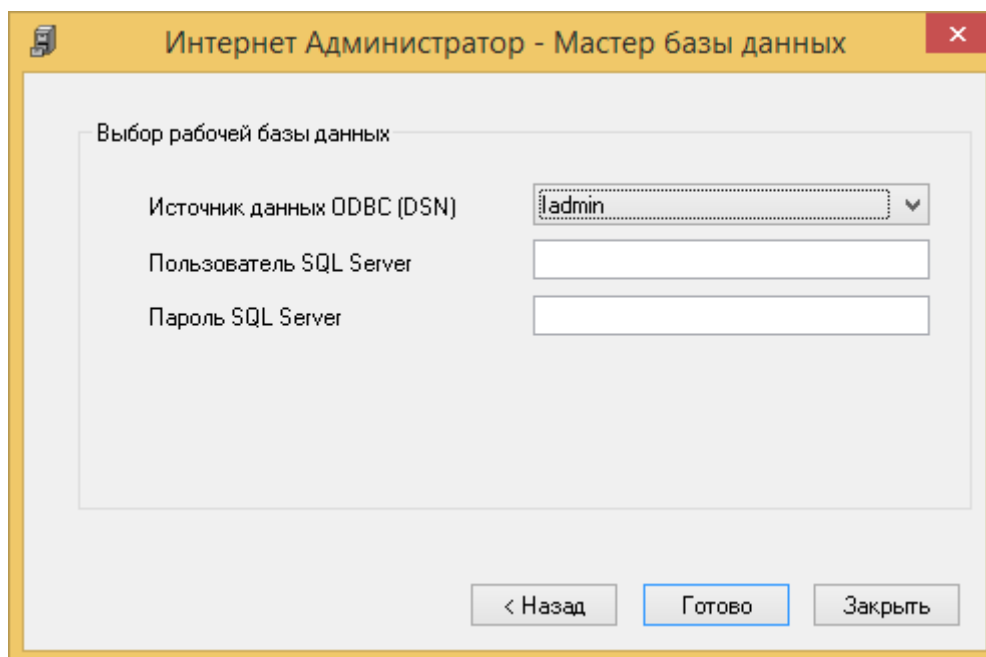 Интернет Администратор - Мастер базы данных
Выбор рабочей базы данных
Источник данных ODBC (DSN)
Iadmin
Пользователь SQL Server
Пароль SQL Server
< Назад
Готово
Закрыть